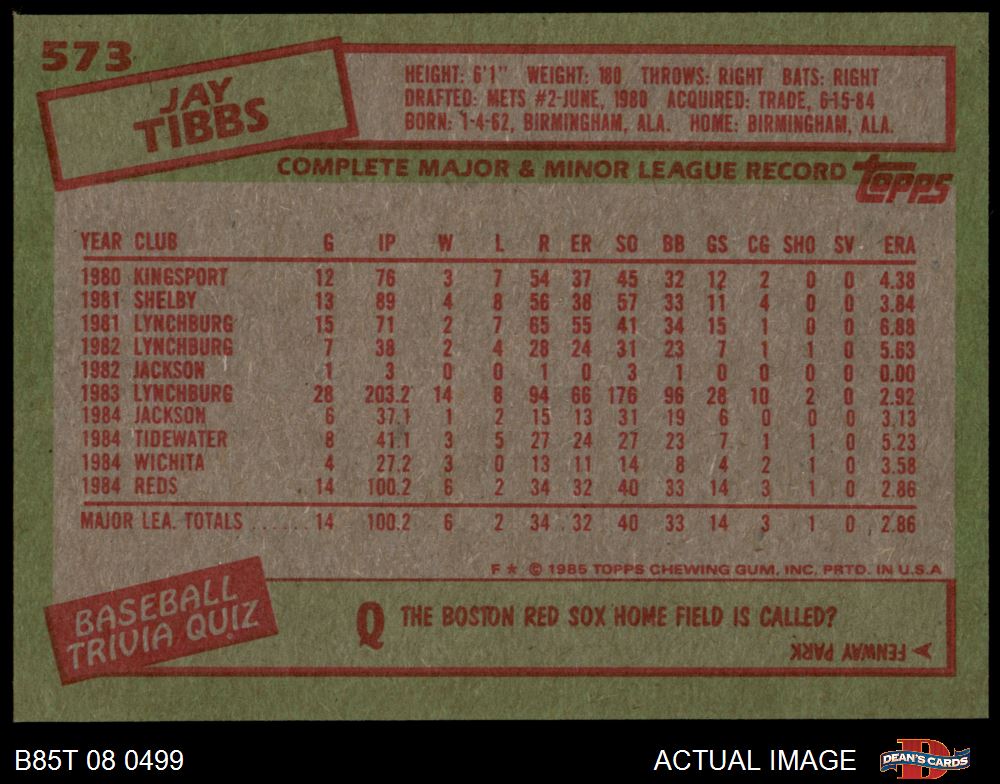 573
JAY
TIBBS
HEIGHT: 6'1" WEIGHT: 180 THROWS: RIGHT BATS: RIGHT
DRAFTED: METS #2-JUNE, 1980 ACQUIRED: TRADE, 6-15-84
BORN: 1-4-62, BIRMINGHAM, ALA. HOME: BIRMINGHAM, ALA.
COMPLETE MAJOR & MINOR LEAGUE RECORD topps
YEAR CLUB G IP W L R ER SO BB GS CG SHO SV ERA
1980 KINGSPORT 12 76 3 7 54 37 45 32 12 2 0 0 4.38
1981 SHELBY 13 89 4 8 56 38 57 33 11 4 0 0 3.84
1981 LYNCHBURG 15 71 2 7 65 55 41 34 15 1 0 0 6.88
1982 LYNCHBURG 7 38 2 4 28 24 31 23 7 1 1 0 5.63
1982 JACKSON 1 3 0 0 1 0 3 1 0 0 0 0 0.00
1983 LYNCHBURG 28 203.2 14 8 94 66 176 96 28 10 2 0 2.92
1984 JACKSON 6 37.1 1 2 15 13 31 19 6 0 0 0 3.13
1984 TIDEWATER 8 41.1 3 5 27 24 27 23 7 1 1 0 5.23
1984 WICHITA 4 27.2 3 0 13 11 14 8 4 2 1 0 3.58
1984 REDS 14 100.2 6 2 34 32 40 33 14 3 1 0 2.86
MAJOR LEA. TOTALS ...... 14 100.2 6 2 34 32 40 33 14 3 1 0 2.86
F * © 1985 TOPPS CHEWING GUM, INC. PRTD. IN U.S.A
BASEBALL
TRIVIA QUIZ
Q THE BOSTON RED SOX HOME FIELD IS CALLED?
A FENWAY PARK
B85T 08 0499
ACTUAL IMAGE
D
DEAN'S CARDS